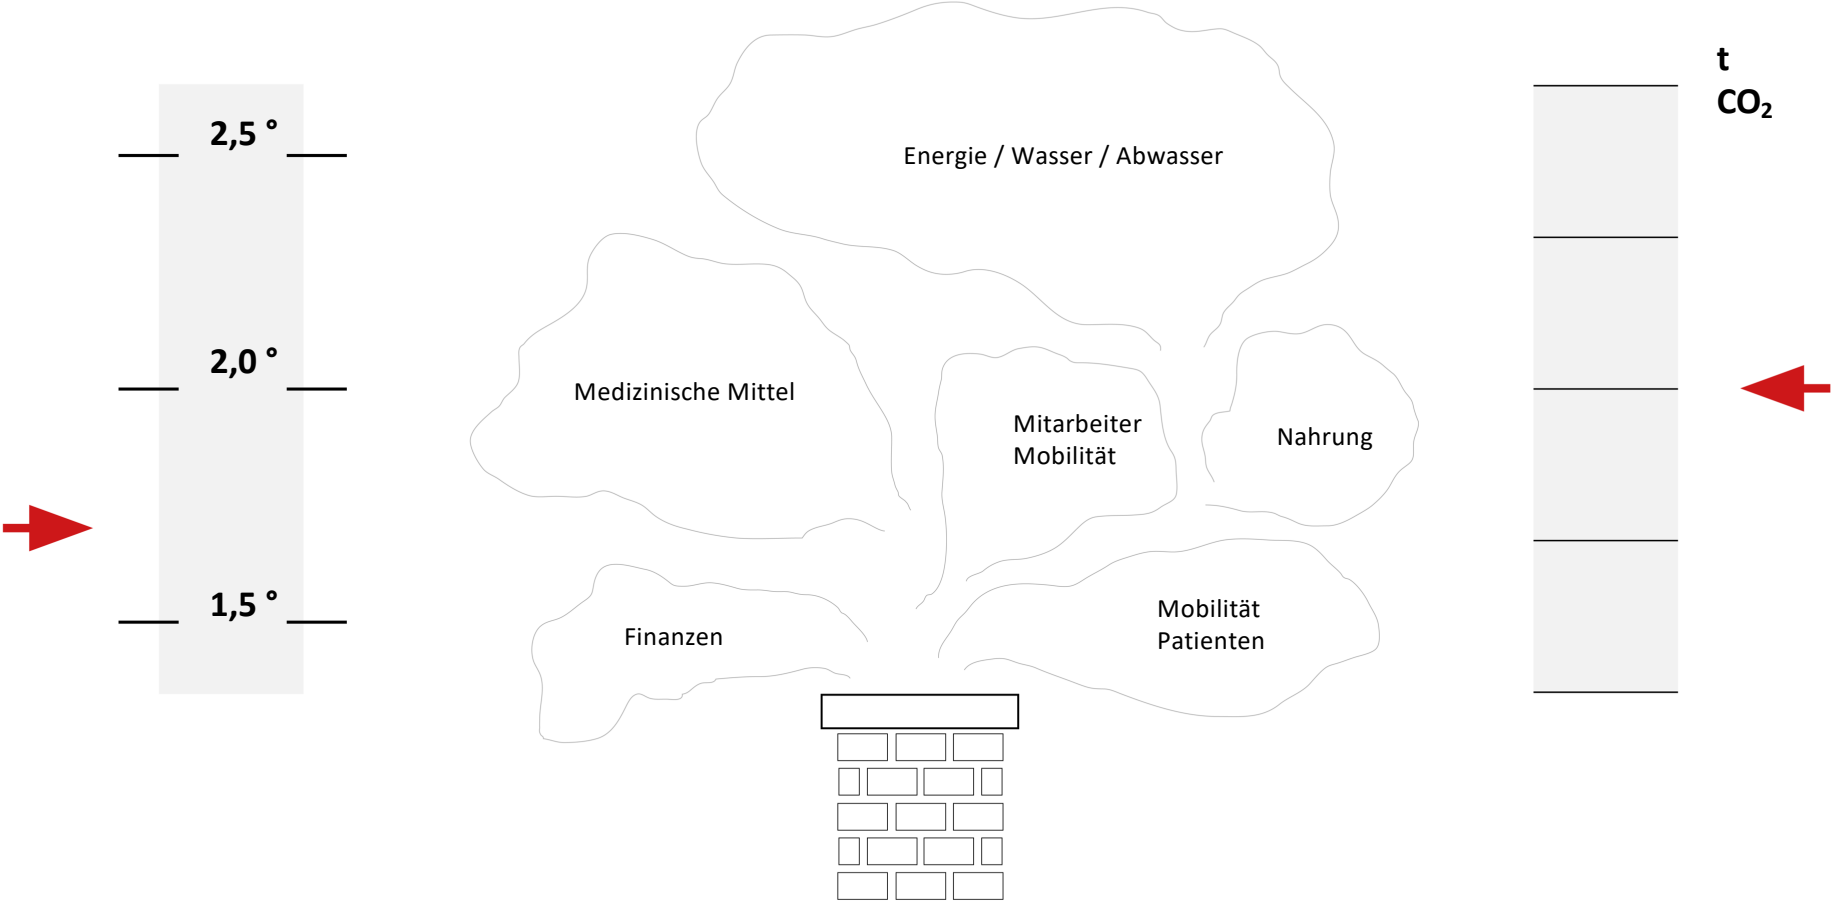 2,5 °
2,0 °
1,5 °
Energie / Wasser / Abwasser
Medizinische Mittel
Mitarbeiter
Mobilität
Nahrung
Finanzen
Mobilität
Patienten
t
CO₂